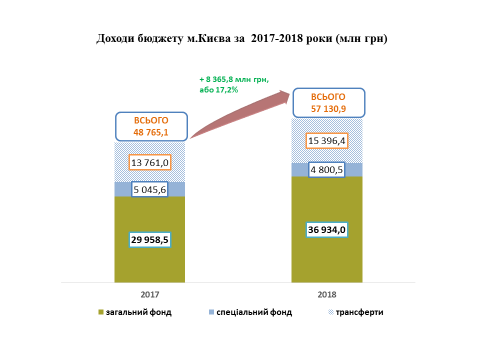 Доходи бюджету м.Києва за 2017-2018 роки (млн грн)
+ 8 365,8 млн грн,
або 17,2%
ВСЬОГО
48 765,1
ВСЬОГО
57 130,9
13 761,0
15 396,4
5 045,6
4 800,5
29 958,5
36 934,0
2017
2018
загальний фонд
спеціальний фонд
трансферти